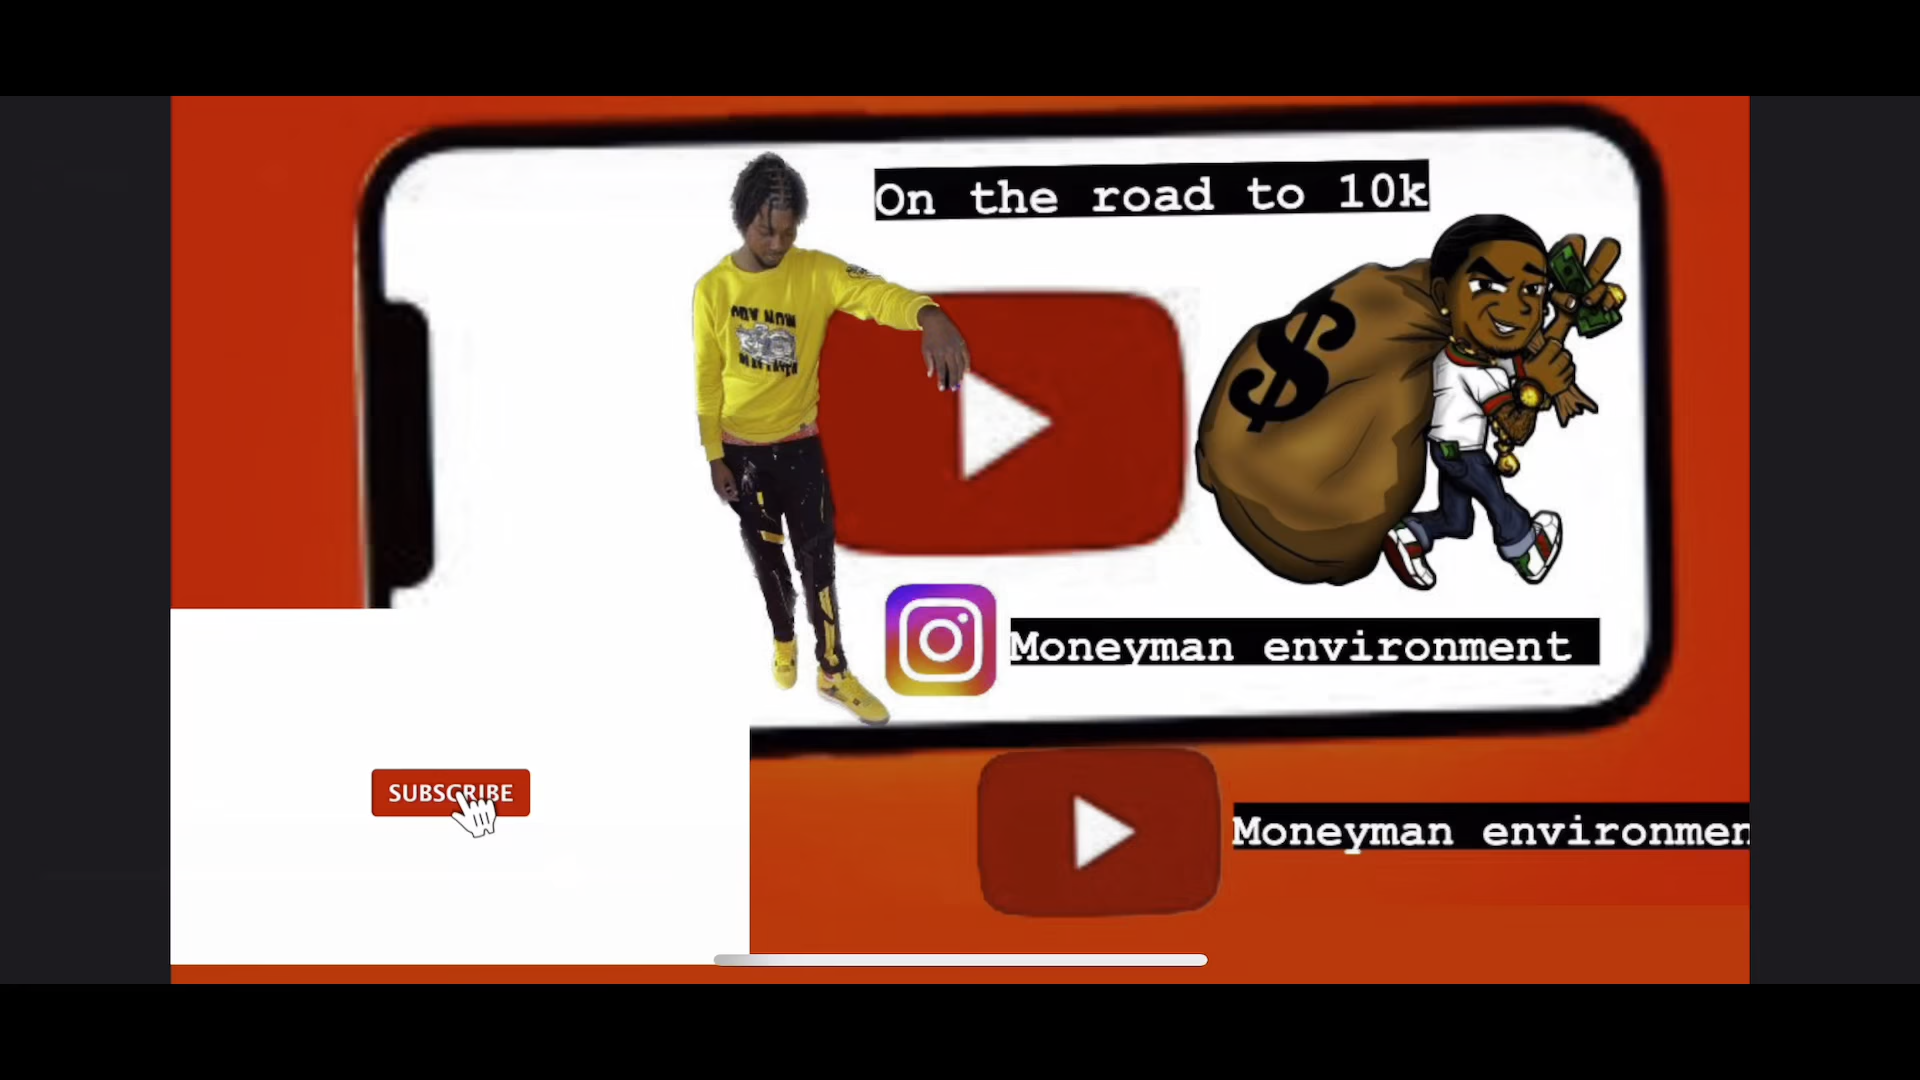 On the road to 10k
$
Moneyman environment
SUBSCRIBE
Moneyman environmen